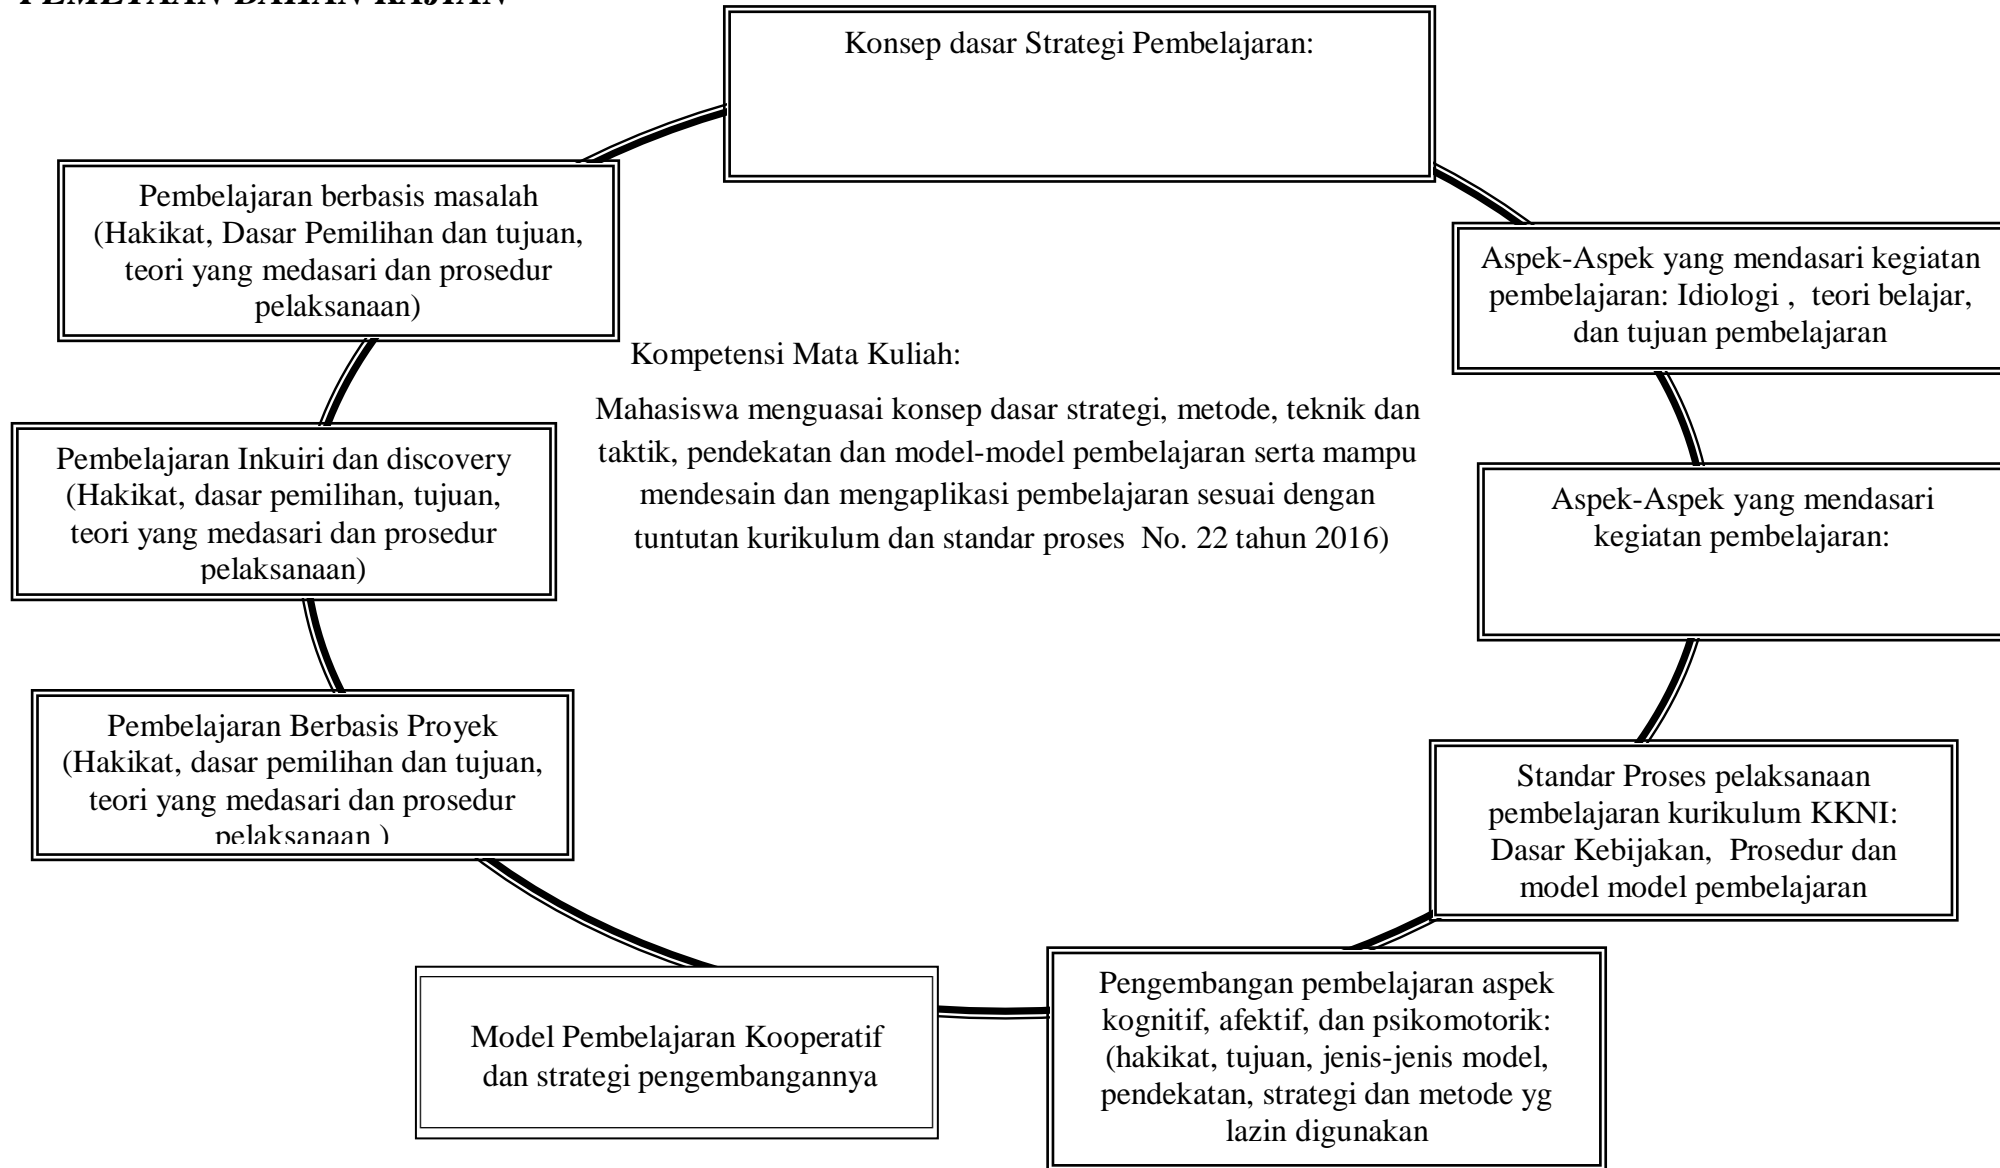 PEMETAAN BAHAN KAJIAN
Konsep dasar Strategi Pembelajaran:
Pembelajaran berbasis masalah
(Hakikat, Dasar Pemilihan dan tujuan,
teori yang medasari dan prosedur
pelaksanaan)
Aspek-Aspek yang mendasari kegiatan
pembelajaran: Idiologi , teori belajar,
dan tujuan pembelajaran
Kompetensi Mata Kuliah:
Mahasiswa menguasai konsep dasar strategi, metode, teknik dan
taktik, pendekatan dan model-model pembelajaran serta mampu
mendesain dan mengaplikasi pembelajaran sesuai dengan
tuntutan kurikulum dan standar proses No. 22 tahun 2016)
Pembelajaran Inkuiri dan discovery
(Hakikat, dasar pemilihan, tujuan,
teori yang medasari dan prosedur
pelaksanaan)
Aspek-Aspek yang mendasari
kegiatan pembelajaran:
Pembelajaran Berbasis Proyek
(Hakikat, dasar pemilihan dan tujuan,
teori yang medasari dan prosedur
pelaksanaan )
Standar Proses pelaksanaan
pembelajaran kurikulum KKNI:
Dasar Kebijakan, Prosedur dan
model model pembelajaran
Model Pembelajaran Kooperatif
dan strategi pengembangannya
Pengembangan pembelajaran aspek
kognitif, afektif, dan psikomotorik:
(hakikat, tujuan, jenis-jenis model,
pendekatan, strategi dan metode yg
lazin digunakan